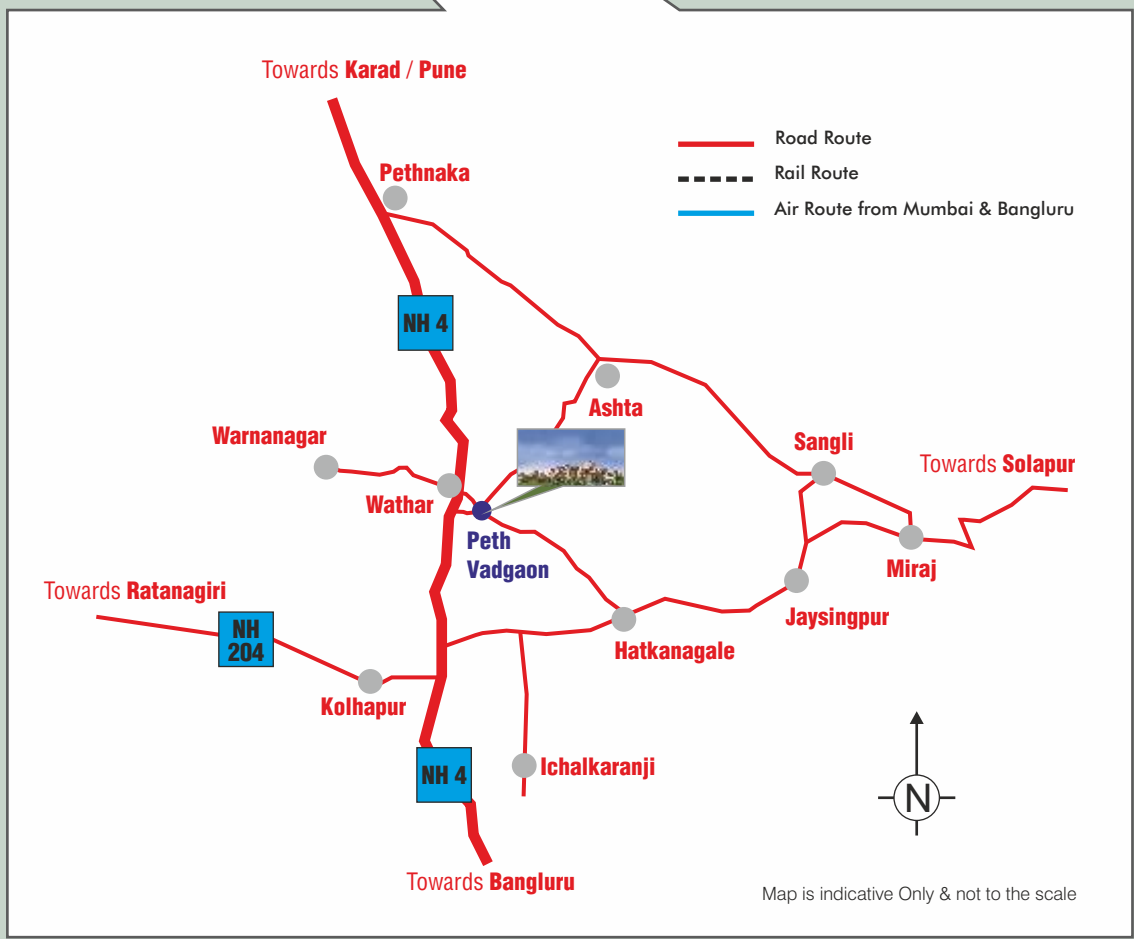 Towards Karad / Pune
Road Route
Pethnaka
Rail Route
Air Route from Mumbai & Bangluru
NH 4
Ashta
Warnanagar
Sangli
Towards Solapur
Wathar
Peth
Vadgaon
Miraj
Towards Ratanagiri
Jaysingpur
NH
204
Hatkanagale
Kolhapur
Ichalkaranji
NH 4
N
Towards Bangluru
Map is indicative Only & not to the scale